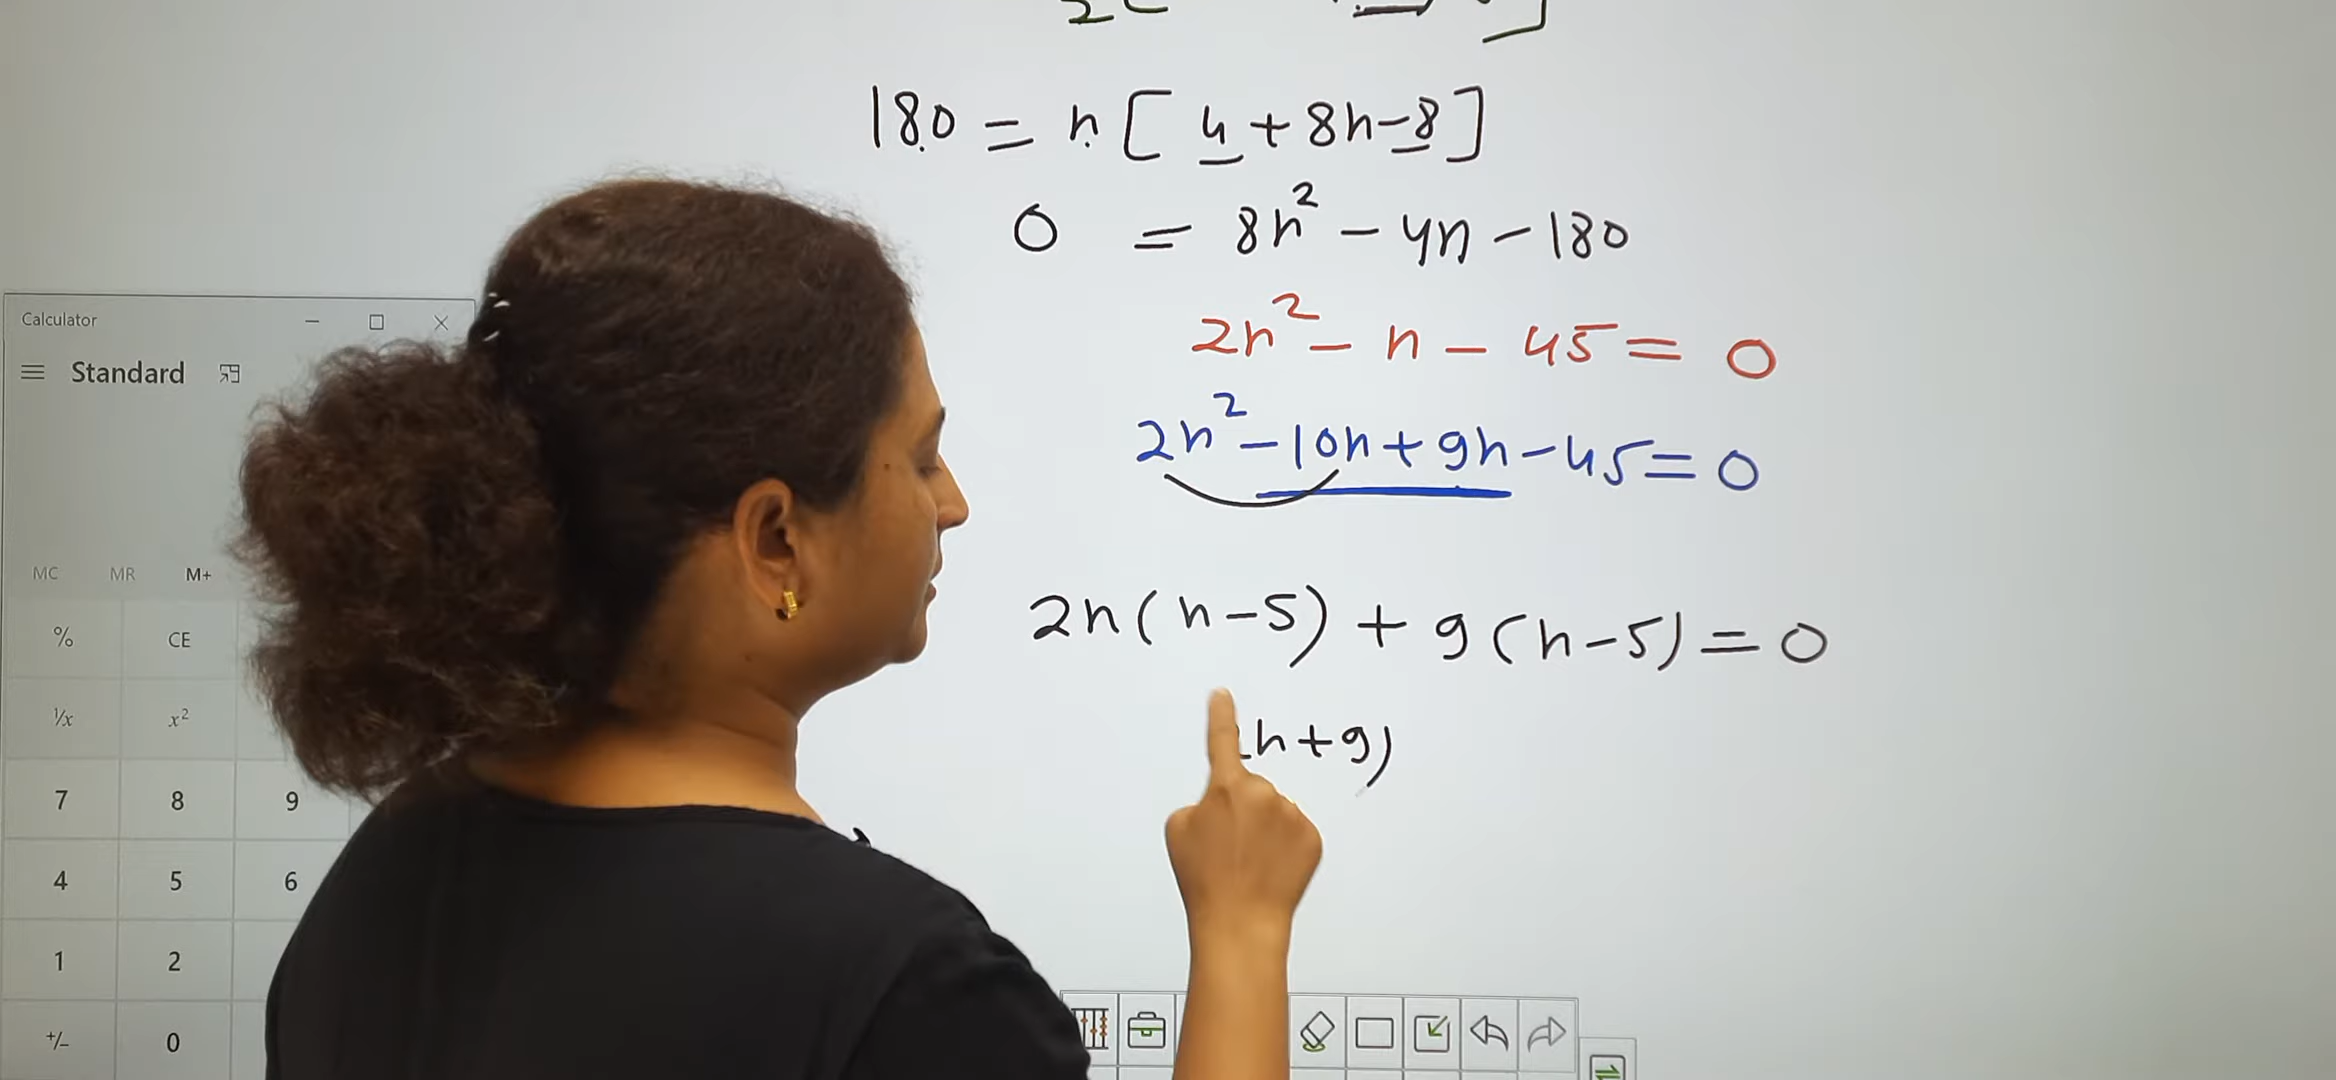 2[
]
180 = n[4+8n-8]
0 = 8n² - 4n - 180
2n² - n - 45 = 0
2n² - 10n + 9n - 45 = 0
2n(n-5) + 9(n-5) = 0
n+9)
Calculator
Standard
MC MR M+
% CE
¹/x x²
7 8 9
4 5 6
1 2
+/- 0